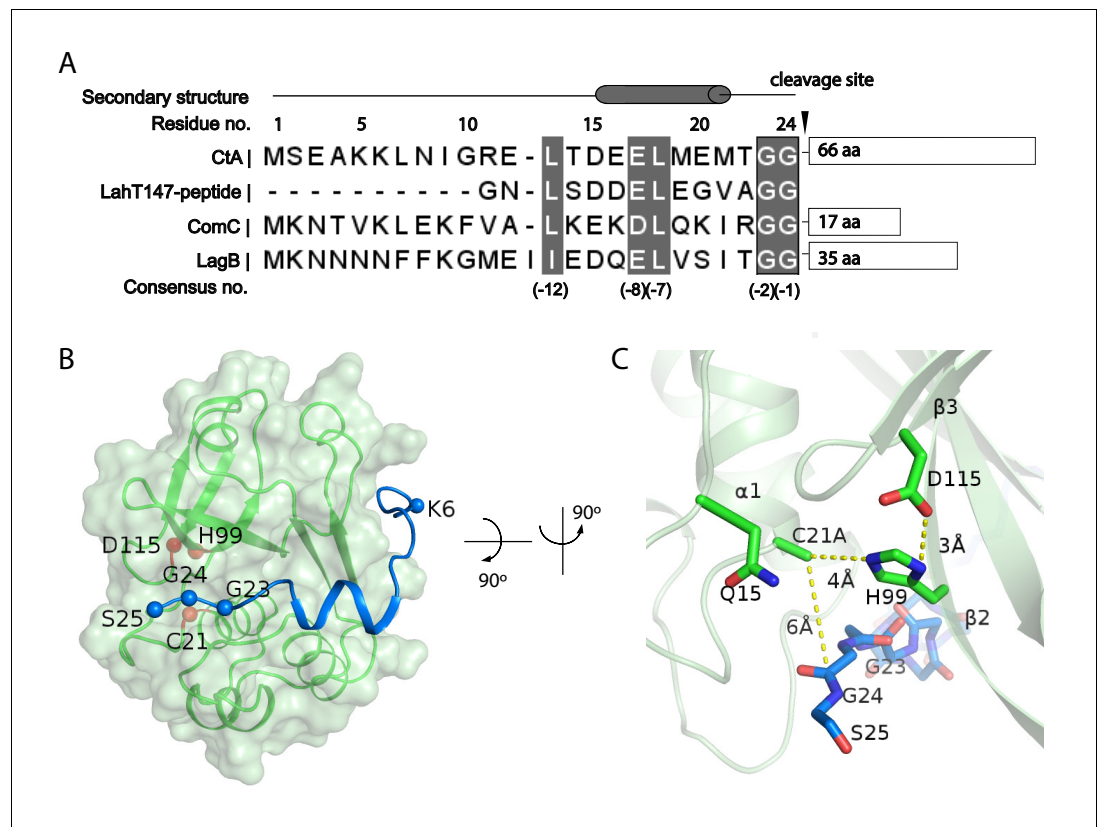 A
cleavage site
Secondary structure
Residue no. 1 5 10 15 20 24
CtA | MSEAKKLNIGRE-LTDEELMEMTGG 66 aa
LahT147-peptide | ----------GN-LSDDELEGVAGG
ComC | MKNTVKLEKFVA-LKEKDLQKIRGG 17 aa
LagB | MKNNNNFFKGMEIIEDQELVSITGG 35 aa
Consensus no. (-12) (-8)(-7) (-2)(-1)
B
K6
D115 H99
G24 G23
S25
C21
90º
90º
C
β3
D115
α1
C21A
3Å
4Å
Q15 H99
β2
6Å
G23
G24
S25